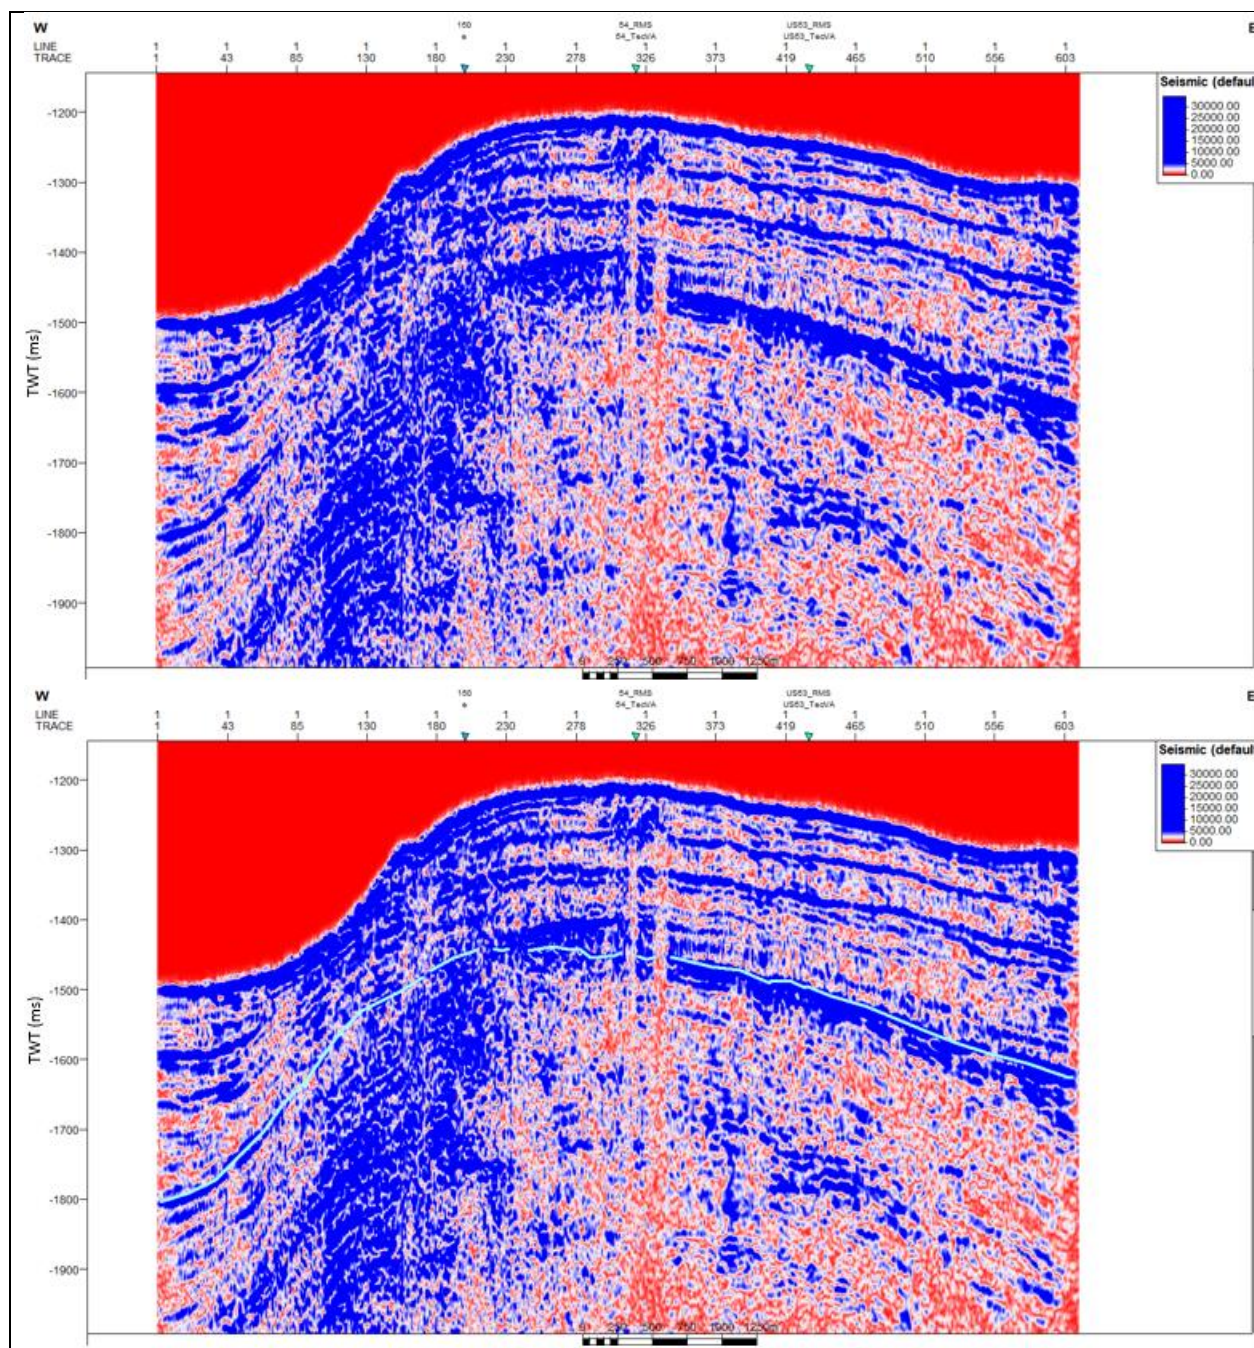 W 150 54_RMS US53_RMS E
e 54_TecVA US53_TecVA
LINE 1 1 1 1 1 1 1 1 1 1 1 1 1 1
TRACE 1 43 85 130 180 230 278 326 373 419 465 510 556 603
Seismic (defaul
30000.00
25000.00
20000.00
15000.00
10000.00
5000.00
0.00
-1200
-1300
-1400
-1500
TWT (ms)
-1600
-1700
-1800
-1900
0 250 500 750 1000 1250m
W 150 54_RMS US53_RMS E
e 54_TecVA US53_TecVA
LINE 1 1 1 1 1 1 1 1 1 1 1 1 1 1
TRACE 1 43 85 130 180 230 278 326 373 419 465 510 556 603
Seismic (defaul
30000.00
25000.00
20000.00
15000.00
10000.00
5000.00
0.00
-1200
-1300
-1400
-1500
TWT (ms)
-1600
-1700
-1800
-1900
0 250 500 750 1000 1250m